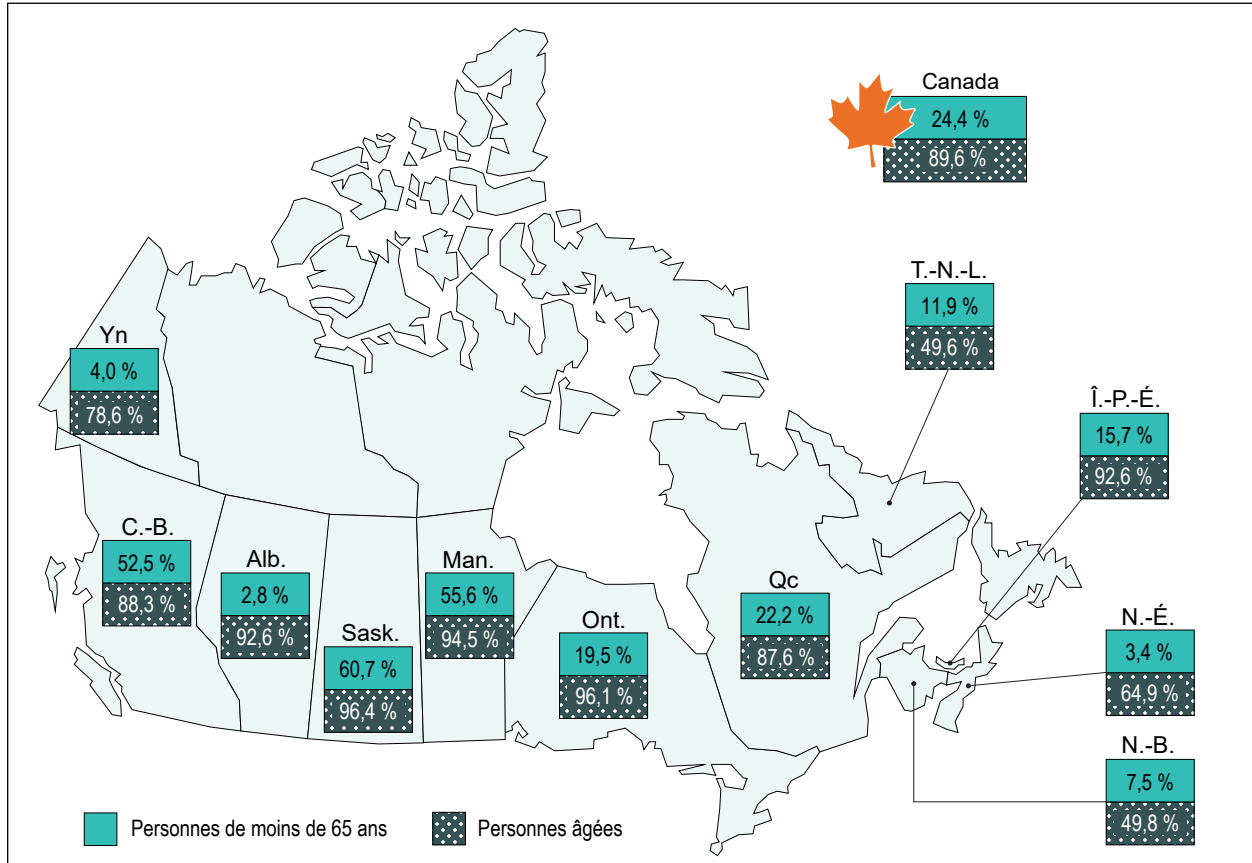 Canada
24,4 %
89,6 %
T.-N.-L.
11,9 %
49,6 %
Î.-P.-É.
15,7 %
92,6 %
Yn
4,0 %
78,6 %
C.-B.
52,5 %
88,3 %
Alb.
2,8 %
92,6 %
Sask.
60,7 %
96,4 %
Man.
55,6 %
94,5 %
Ont.
19,5 %
96,1 %
Qc
22,2 %
87,6 %
N.-É.
3,4 %
64,9 %
N.-B.
7,5 %
49,8 %
Personnes de moins de 65 ans
Personnes âgées